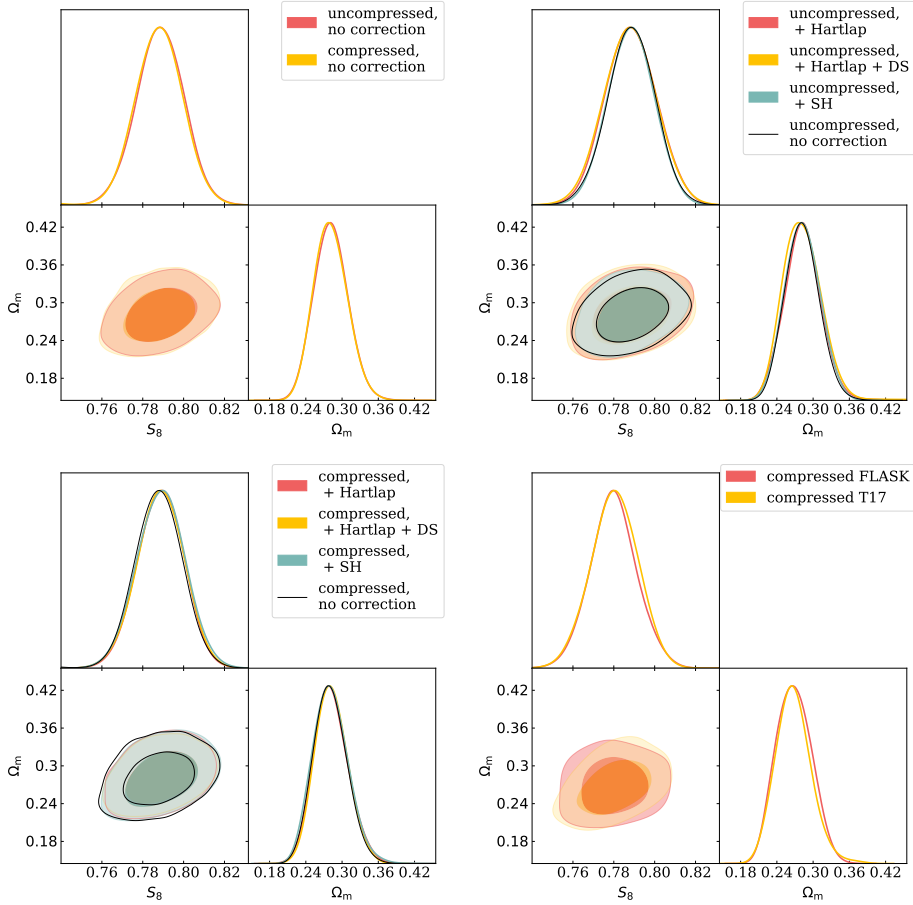 uncompressed,
no correction
compressed,
no correction
0.42
0.36
0.3
0.24
0.18
Ωm
0.76 0.78 0.80 0.82
S8
0.18 0.24 0.30 0.36 0.42
Ωm
uncompressed,
+ Hartlap
uncompressed,
+ Hartlap + DS
uncompressed,
+ SH
uncompressed,
no correction
0.42
0.36
0.3
0.24
0.18
Ωm
0.76 0.78 0.80 0.82
S8
0.18 0.24 0.30 0.36 0.42
Ωm
compressed,
+ Hartlap
compressed,
+ Hartlap + DS
compressed,
+ SH
compressed,
no correction
0.42
0.36
0.3
0.24
0.18
Ωm
0.76 0.78 0.80 0.82
S8
0.18 0.24 0.30 0.36 0.42
Ωm
compressed FLASK
compressed T17
0.42
0.36
0.3
0.24
0.18
Ωm
0.76 0.78 0.80 0.82
S8
0.18 0.24 0.30 0.36 0.42
Ωm